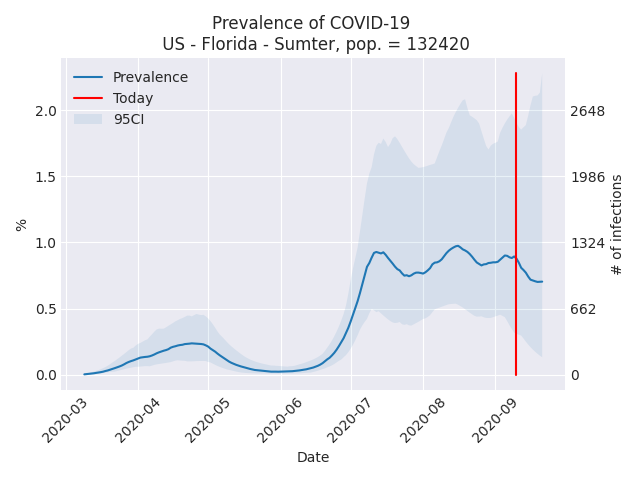 Prevalence of COVID-19
US - Florida - Sumter, pop. = 132420
Prevalence
Today
95CI
2.0
1.5
1.0
0.5
0.0
%
2648
1986
1324
662
0
# of infections
2020-03
2020-04
2020-05
2020-06
2020-07
2020-08
2020-09
Date